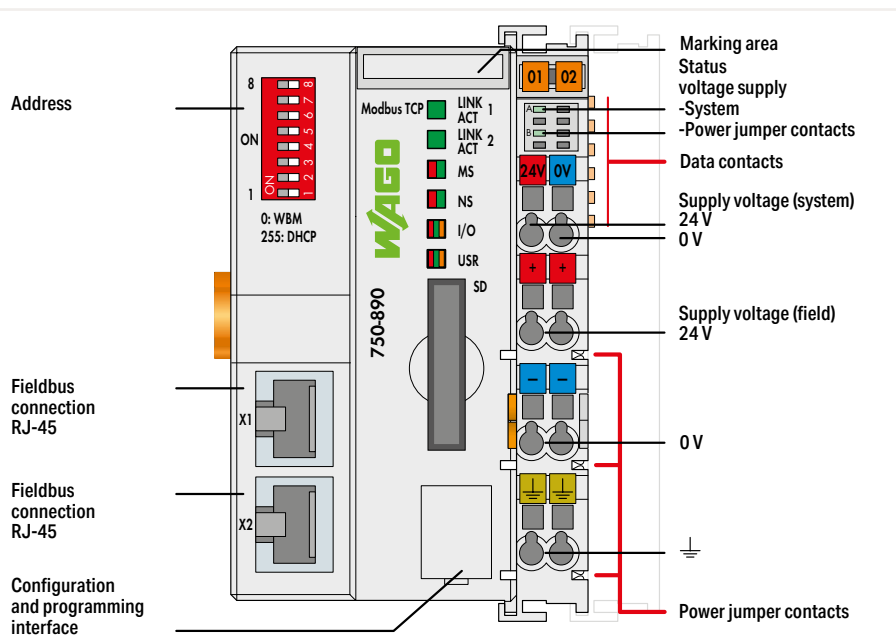 Address
Fieldbus
connection
RJ-45
Fieldbus
connection
RJ-45
Configuration
and programming
interface
8
ON
1
8
7
6
5
4
3
2
1
ON
0: WBM
255: DHCP
X1
X2
Modbus TCP
LINK
ACT 1
LINK
ACT 2
MS
NS
I/O
USR
SD
WAGO
750-890
01 02
A
B
24V 0V
+ +
– –
Marking area
Status
voltage supply
-System
-Power jumper contacts
Data contacts
Supply voltage (system)
24 V
0 V
Supply voltage (field)
24 V
0 V
Power jumper contacts